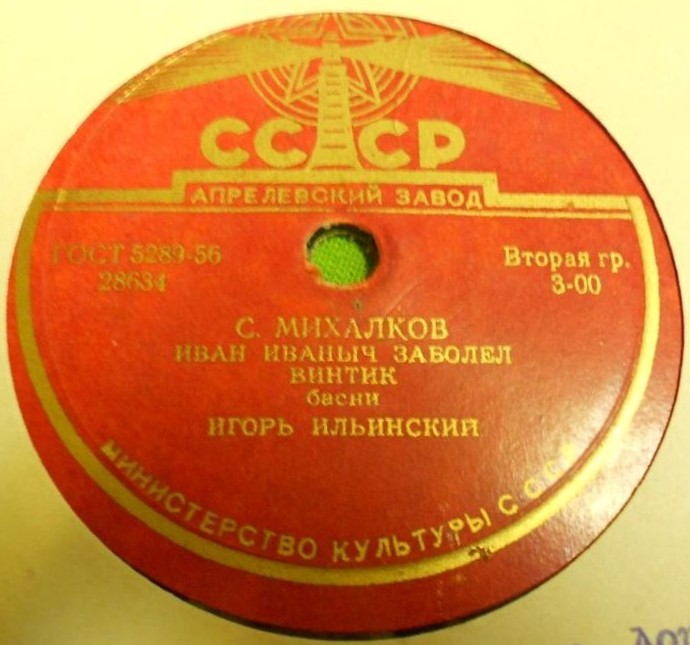 СССР
АПРЕЛЕВСКИЙ ЗАВОД
ГОСТ 5289-56
28634
Вторая гр.
3-00
С. МИХАЛКОВ
ИВАН ИВАНЫЧ ЗАБОЛЕЛ
ВИНТИК
басни
ИГОРЬ ИЛЬИНСКИЙ
МИНИСТЕРСТВО КУЛЬТУРЫ СССР